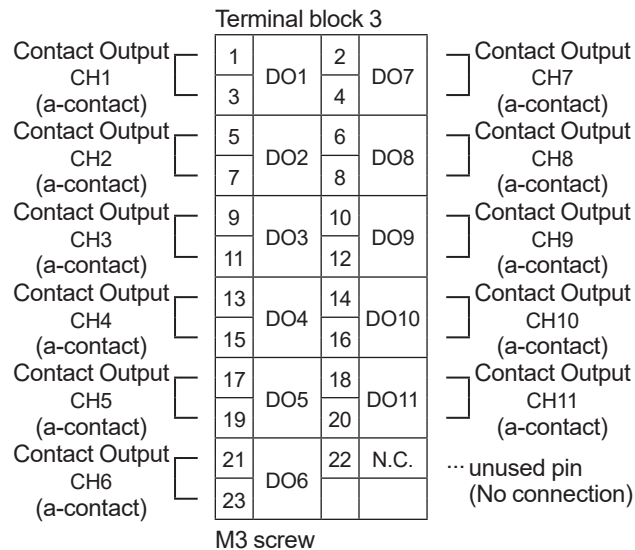 Terminal block 3
Contact Output
CH1
(a-contact)
1
3
DO1
2
4
DO7
Contact Output
CH7
(a-contact)
Contact Output
CH2
(a-contact)
5
7
DO2
6
8
DO8
Contact Output
CH8
(a-contact)
Contact Output
CH3
(a-contact)
9
11
DO3
10
12
DO9
Contact Output
CH9
(a-contact)
Contact Output
CH4
(a-contact)
13
15
DO4
14
16
DO10
Contact Output
CH10
(a-contact)
Contact Output
CH5
(a-contact)
17
19
DO5
18
20
DO11
Contact Output
CH11
(a-contact)
Contact Output
CH6
(a-contact)
21
23
DO6
22
N.C.
··· unused pin
(No connection)
M3 screw